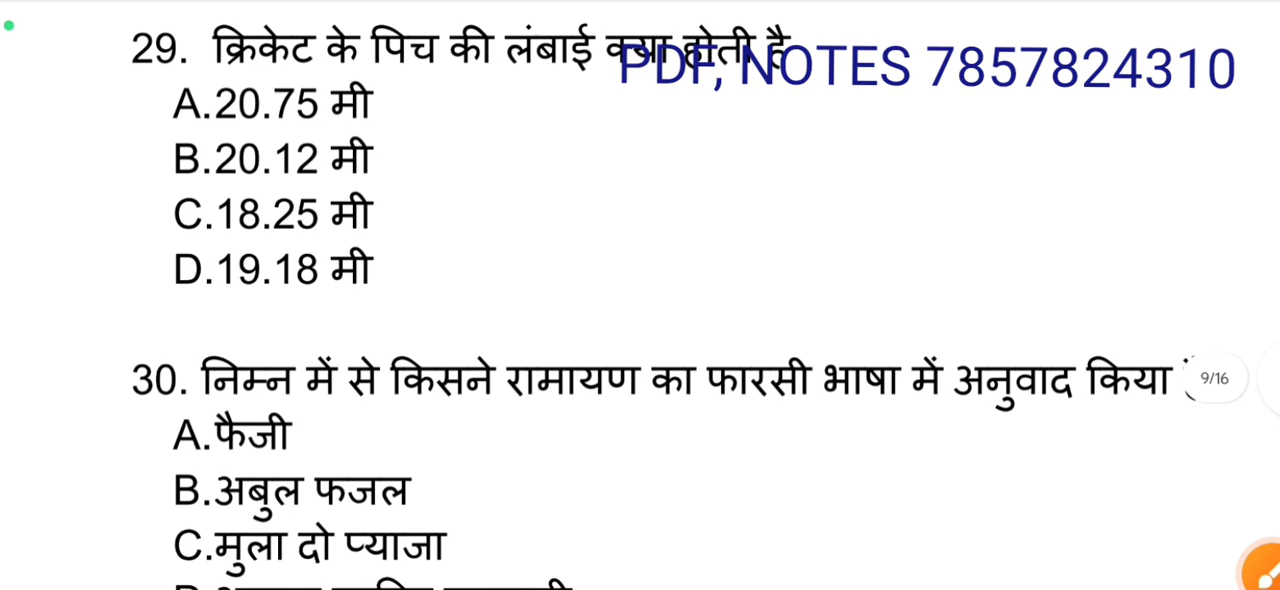 29. क्रिकेट के पिच की लंबाई क्या होती है
PDF, NOTES 7857824310
A.20.75 मी
B.20.12 मी
C.18.25 मी
D.19.18 मी
30. निम्न में से किसने रामायण का फारसी भाषा में अनुवाद किया
9/16
A.फैजी
B.अबुल फजल
C.मुला दो प्याजा